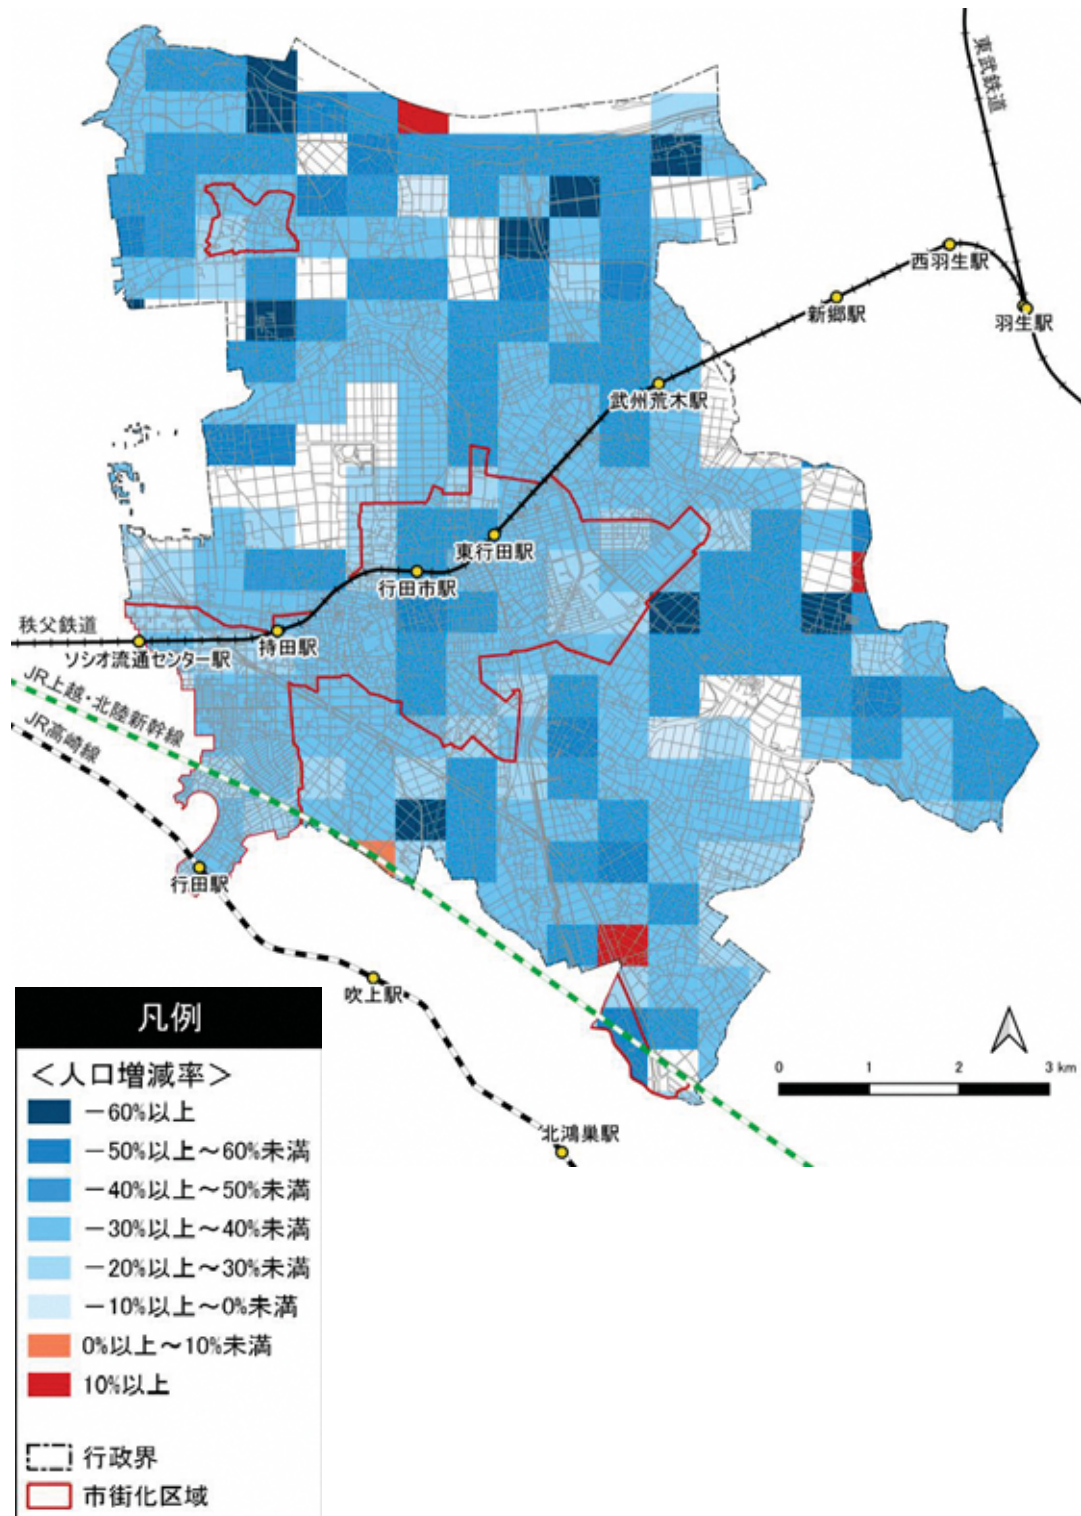 東武鉄道
西羽生駅
新郷駅
羽生駅
武州荒木駅
東行田駅
行田市駅
秩父鉄道
持田駅
ソシオ流通センター駅
JR上越・北陸新幹線
JR高崎線
行田駅
吹上駅
北鴻巣駅
0 1 2 3 km
凡例
＜人口増減率＞
－60%以上
－50%以上～60%未満
－40%以上～50%未満
－30%以上～40%未満
－20%以上～30%未満
－10%以上～0%未満
0%以上～10%未満
10%以上
行政界
市街化区域